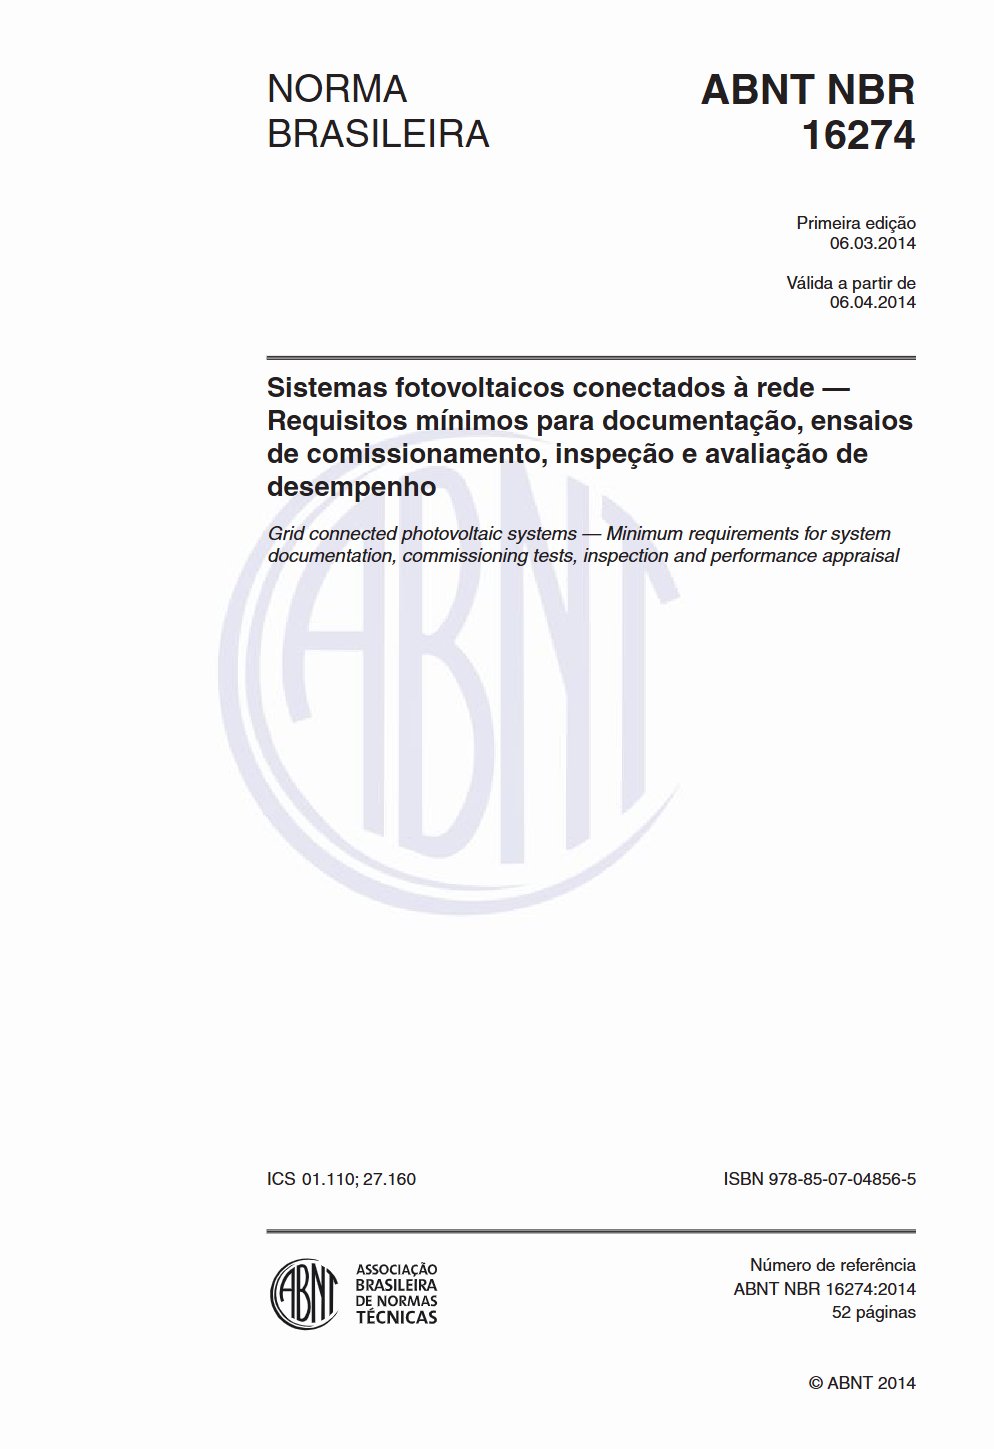 NORMA
BRASILEIRA
ABNT NBR
16274
Primeira edição
06.03.2014
Válida a partir de
06.04.2014
Sistemas fotovoltaicos conectados à rede —
Requisitos mínimos para documentação, ensaios
de comissionamento, inspeção e avaliação de
desempenho
Grid connected photovoltaic systems — Minimum requirements for system
documentation, commissioning tests, inspection and performance appraisal
ABNT
ICS 01.110; 27.160
ISBN 978-85-07-04856-5
ABNT
ASSOCIAÇÃO
BRASILEIRA
DE NORMAS
TÉCNICAS
Número de referência
ABNT NBR 16274:2014
52 páginas
© ABNT 2014